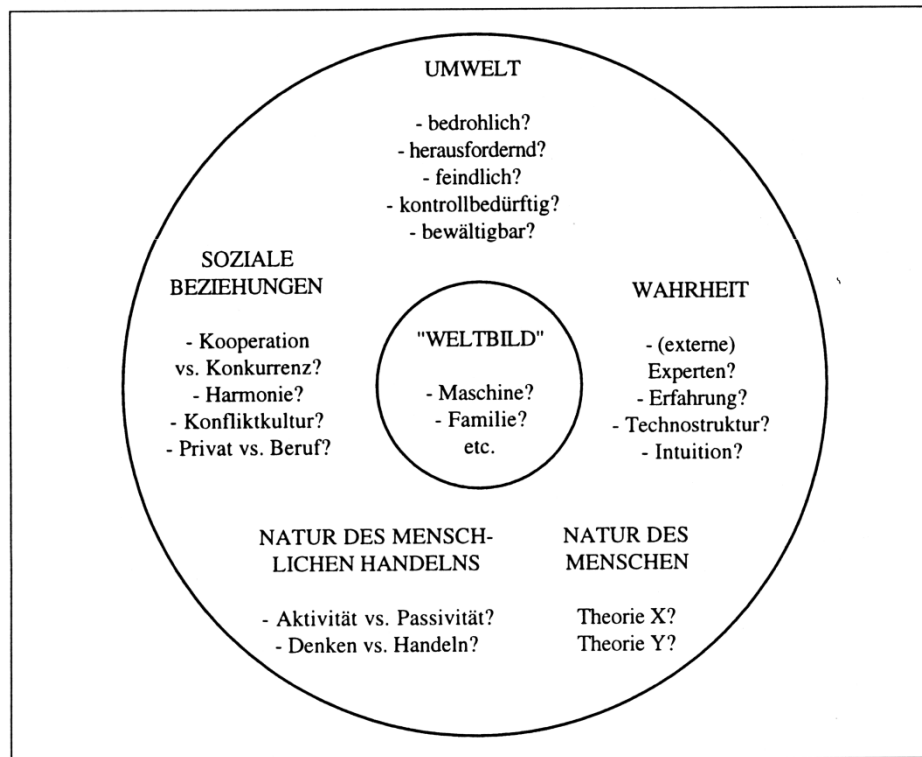 UMWELT
- bedrohlich?
- herausfordernd?
- feindlich?
- kontrollbedürftig?
- bewältigbar?
SOZIALE
BEZIEHUNGEN
- Kooperation
vs. Konkurrenz?
- Harmonie?
- Konfliktkultur?
- Privat vs. Beruf?
"WELTBILD"
- Maschine?
- Familie?
etc.
WAHRHEIT
- (externe)
Experten?
- Erfahrung?
- Technostruktur?
- Intuition?
NATUR DES MENSCH-
LICHEN HANDELNS
- Aktivität vs. Passivität?
- Denken vs. Handeln?
NATUR DES
MENSCHEN
Theorie X?
Theorie Y?